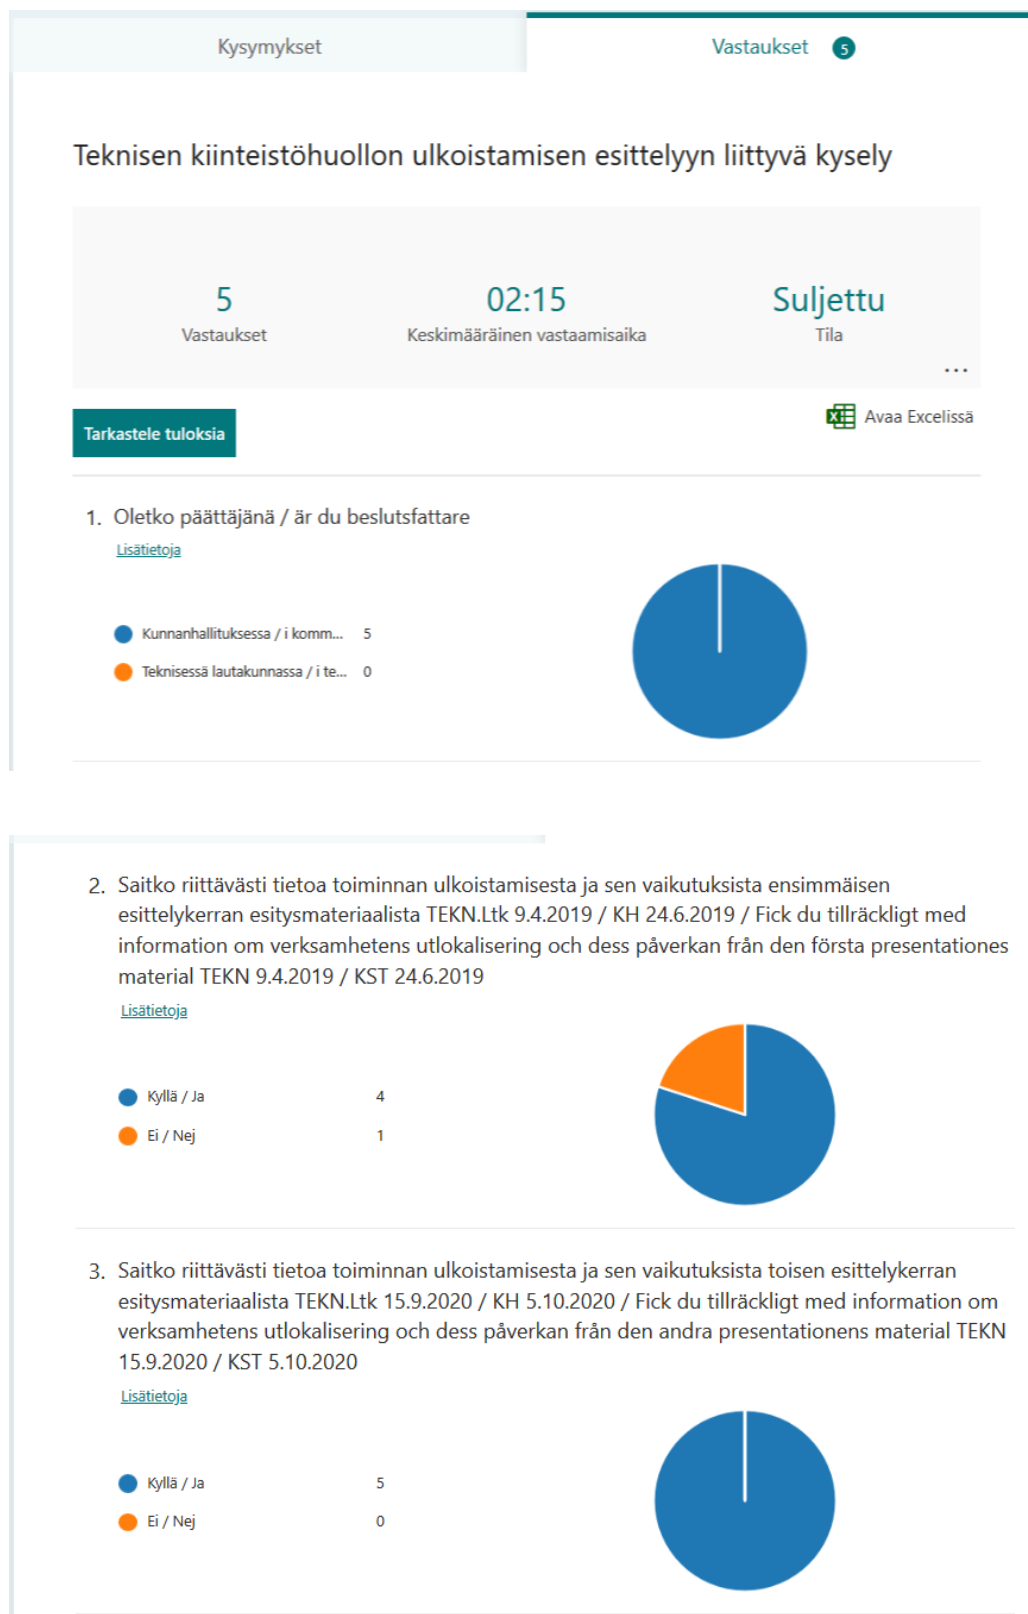 Kysymykset
Vastaukset 5
Teknisen kiinteistöhuollon ulkoistamisen esittelyyn liittyvä kysely
5
Vastaukset
02:15
Keskimääräinen vastaamisaika
Suljettu
Tila
...
Tarkastele tuloksia
Avaa Excelissä
1. Oletko päättäjänä / är du beslutsfattare
Lisätietoja
Kunnanhallituksessa / i komm... 5
Teknisessä lautakunnassa / i te... 0
2. Saitko riittävästi tietoa toiminnan ulkoistamisesta ja sen vaikutuksista ensimmäisen
esittelykerran esitysmateriaalista TEKN.Ltk 9.4.2019 / KH 24.6.2019 / Fick du tillräckligt med
information om verksamhetens utlokalisering och dess påverkan från den första presentationes
material TEKN 9.4.2019 / KST 24.6.2019
Lisätietoja
Kyllä / Ja 4
Ei / Nej 1
3. Saitko riittävästi tietoa toiminnan ulkoistamisesta ja sen vaikutuksista toisen esittelykerran
esitysmateriaalista TEKN.Ltk 15.9.2020 / KH 5.10.2020 / Fick du tillräckligt med information om
verksamhetens utlokalisering och dess påverkan från den andra presentationens material TEKN
15.9.2020 / KST 5.10.2020
Lisätietoja
Kyllä / Ja 5
Ei / Nej 0